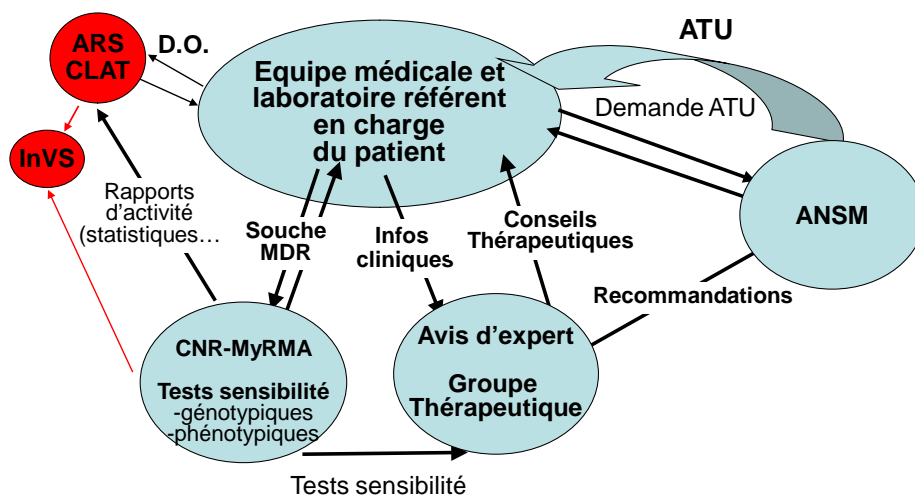 ARS
CLAT
D.O.
ATU
Equipe médicale et
laboratoire référent
en charge
du patient
Demande ATU
InVS
Rapports
d'activité
(statistiques…
Souche
MDR
Infos
cliniques
Conseils
Thérapeutiques
ANSM
Recommandations
CNR-MyRMA
Tests sensibilité
-génotypiques
-phénotypiques
Avis d'expert
Groupe
Thérapeutique
Tests sensibilité